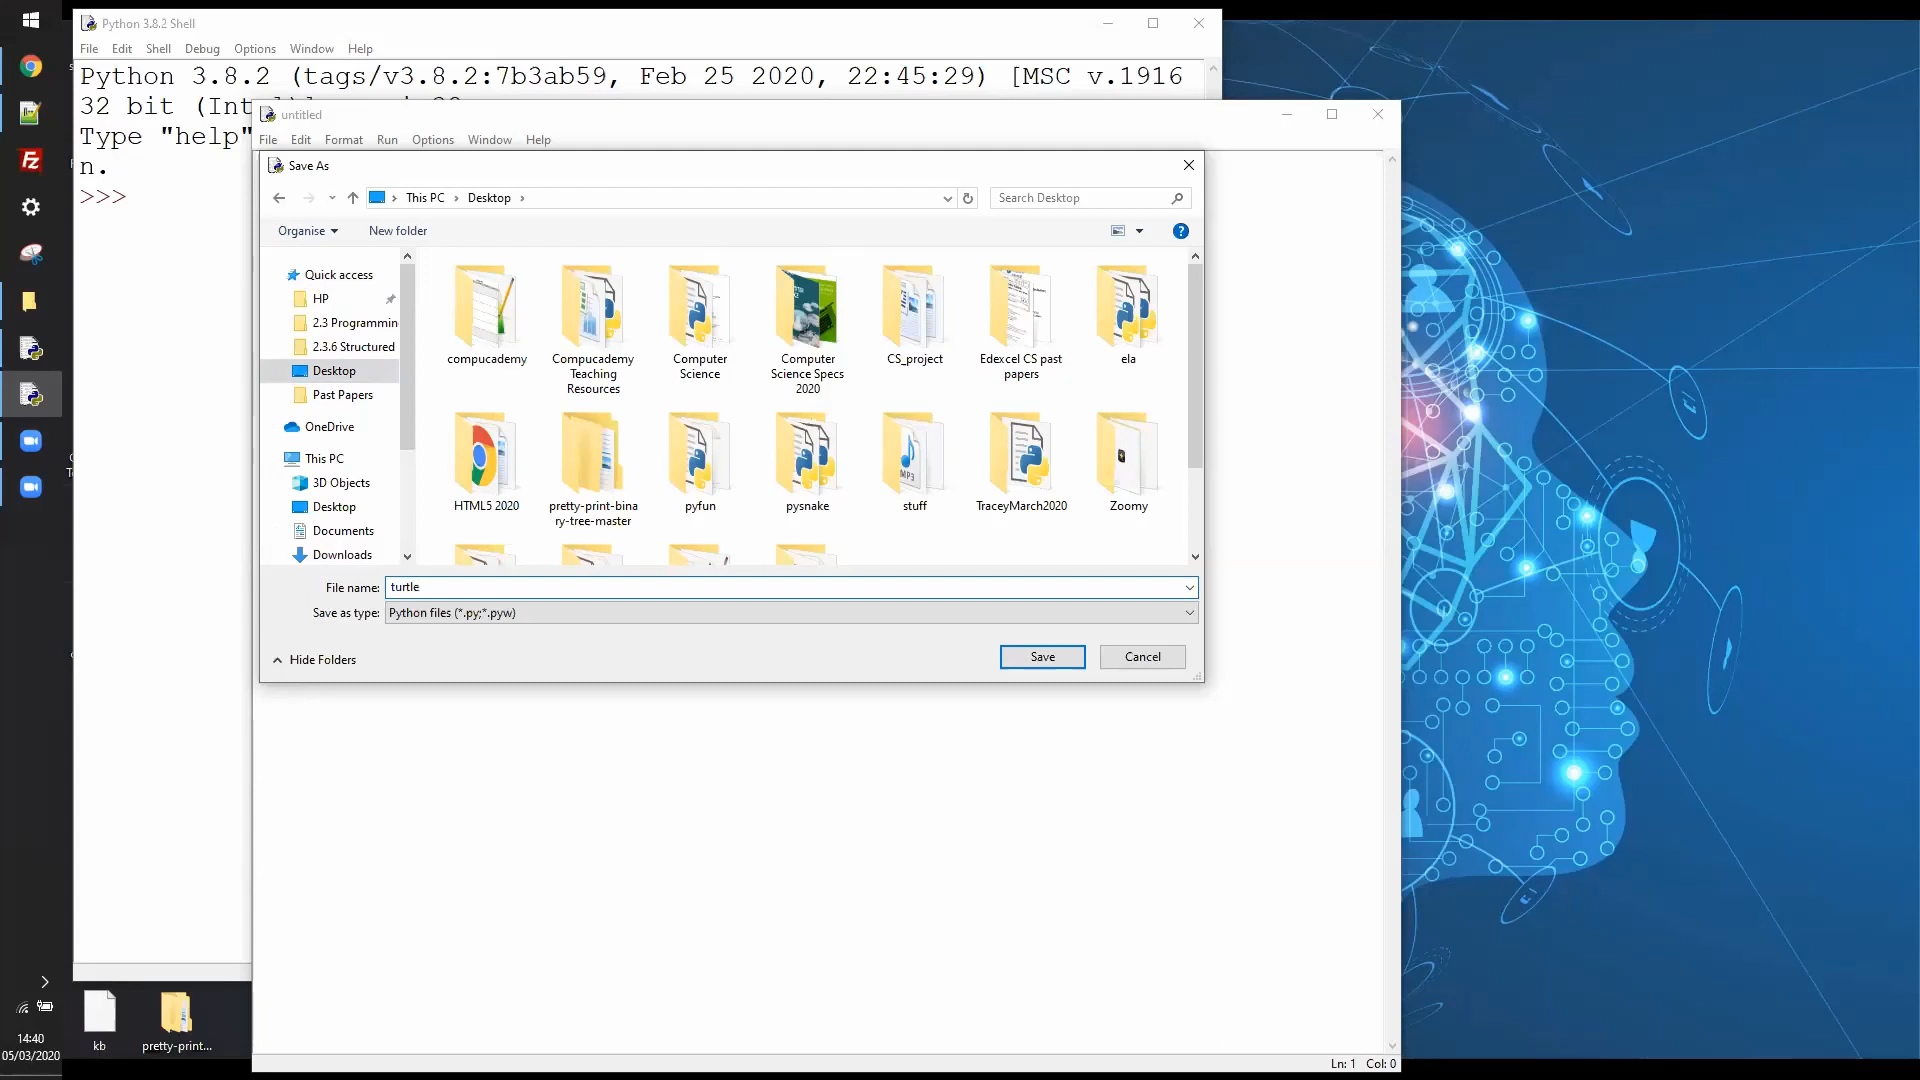 Python 3.8.2 Shell
File Edit Shell Debug Options Window Help
Python 3.8.2 (tags/v3.8.2:7b3ab59, Feb 25 2020, 22:45:29) [MSC v.1916
32 bit (Int
Type "help"
n.
>>>
untitled
File Edit Format Run Options Window Help
Save As
This PC > Desktop >
Search Desktop
Organise New folder
Quick access
HP
2.3 Programmin
2.3.6 Structured
Desktop
Past Papers
OneDrive
This PC
3D Objects
Desktop
Documents
Downloads
compucademy
Compucademy
Teaching
Resources
Computer
Science
Computer
Science Specs
2020
CS_project
Edexcel CS past
papers
ela
HTML5 2020
pretty-print-bina
ry-tree-master
pyfun
pysnake
MP3
stuff
TraceyMarch2020
Zoomy
File name: turtle
Save as type: Python files (*.py;*.pyw)
Hide Folders
Save
Cancel
kb
pretty-print...
14:40
05/03/2020
Ln: 1 Col: 0